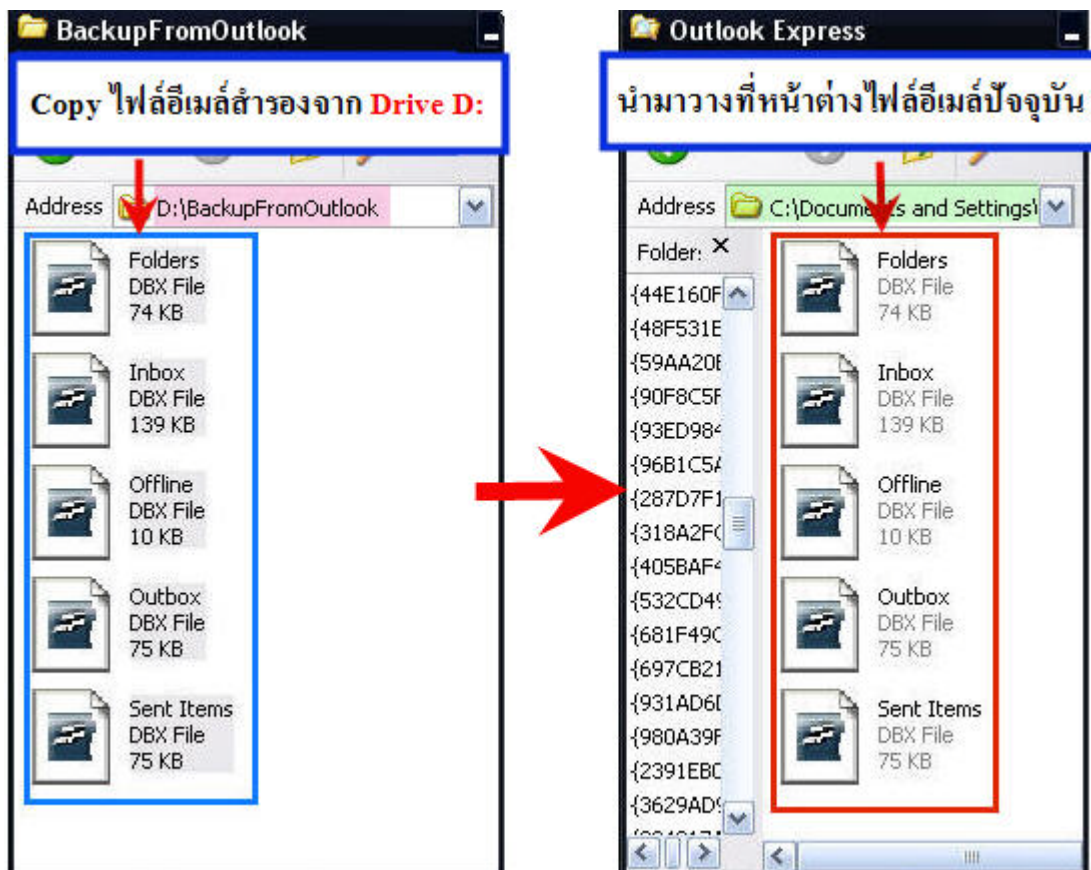 BackupFromOutlook
Copy ไฟล์อีเมล์สำรองจาก Drive D:
Address D:\BackupFromOutlook
Folders
DBX File
74 KB
Inbox
DBX File
139 KB
Offline
DBX File
10 KB
Outbox
DBX File
75 KB
Sent Items
DBX File
75 KB
Outlook Express
นำมาวางที่หน้าต่างไฟล์อีเมล์ปัจจุบัน
Address C:\Documents and Settings\
Folder:
{44E160F
{48F531E
{59AA20E
{90F8C5F
{93ED984
{96B1C5A
{287D7F1
{318A2F
{405BAF4
{532CD49
{681F49C
{697CB21
{931AD6D
{980A39F
{2391EBC
{3629AD9
Folders
DBX File
74 KB
Inbox
DBX File
139 KB
Offline
DBX File
10 KB
Outbox
DBX File
75 KB
Sent Items
DBX File
75 KB